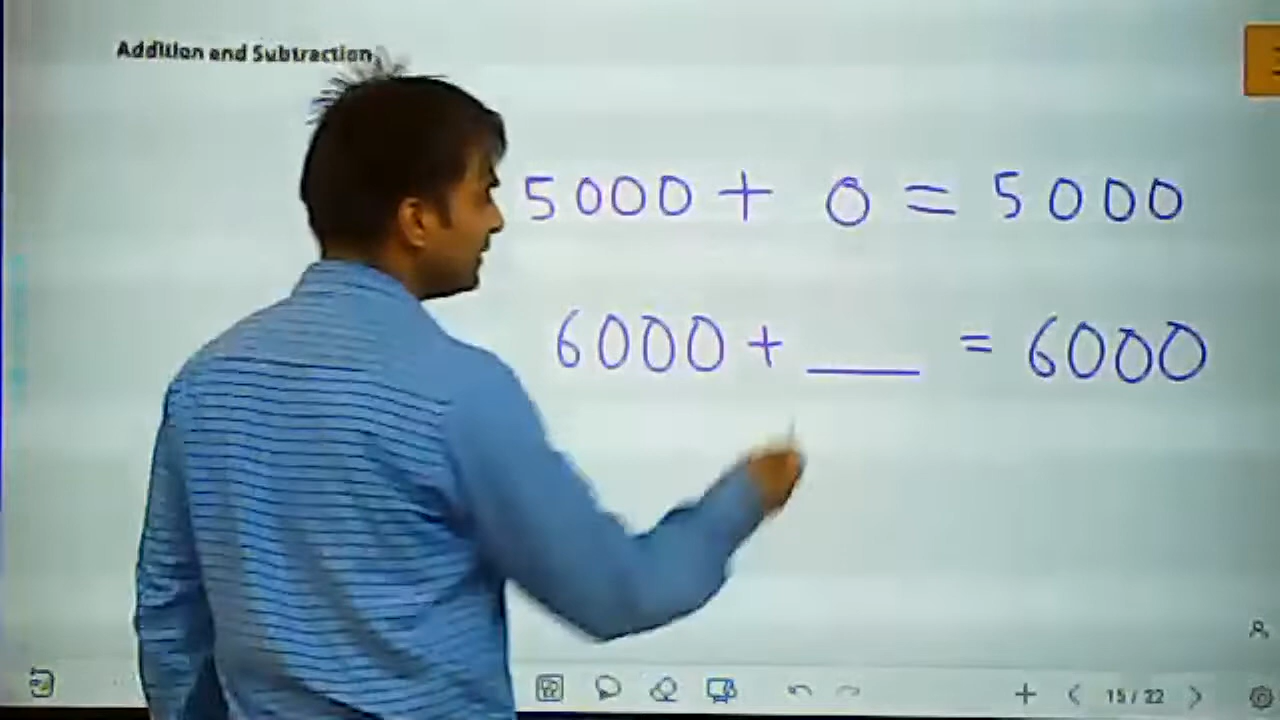 Addition and Subtraction
5000 + 0 = 5000
6000 + ___ = 6000
15 / 22